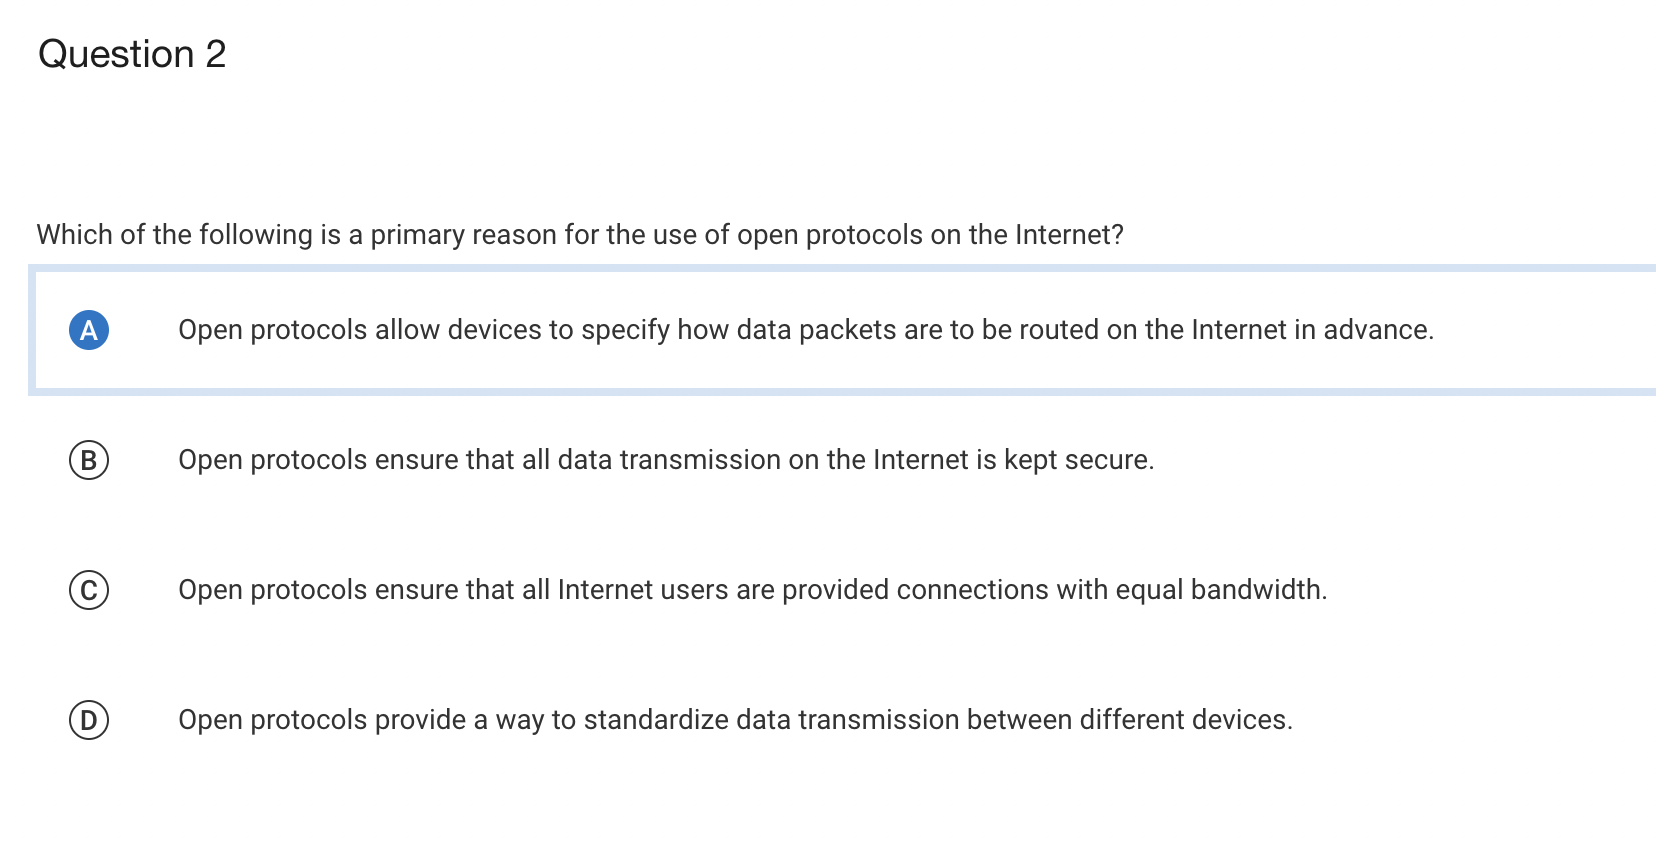 Question 2
Which of the following is a primary reason for the use of open protocols on the Internet?
A Open protocols allow devices to specify how data packets are to be routed on the Internet in advance.
B Open protocols ensure that all data transmission on the Internet is kept secure.
C Open protocols ensure that all Internet users are provided connections with equal bandwidth.
D Open protocols provide a way to standardize data transmission between different devices.